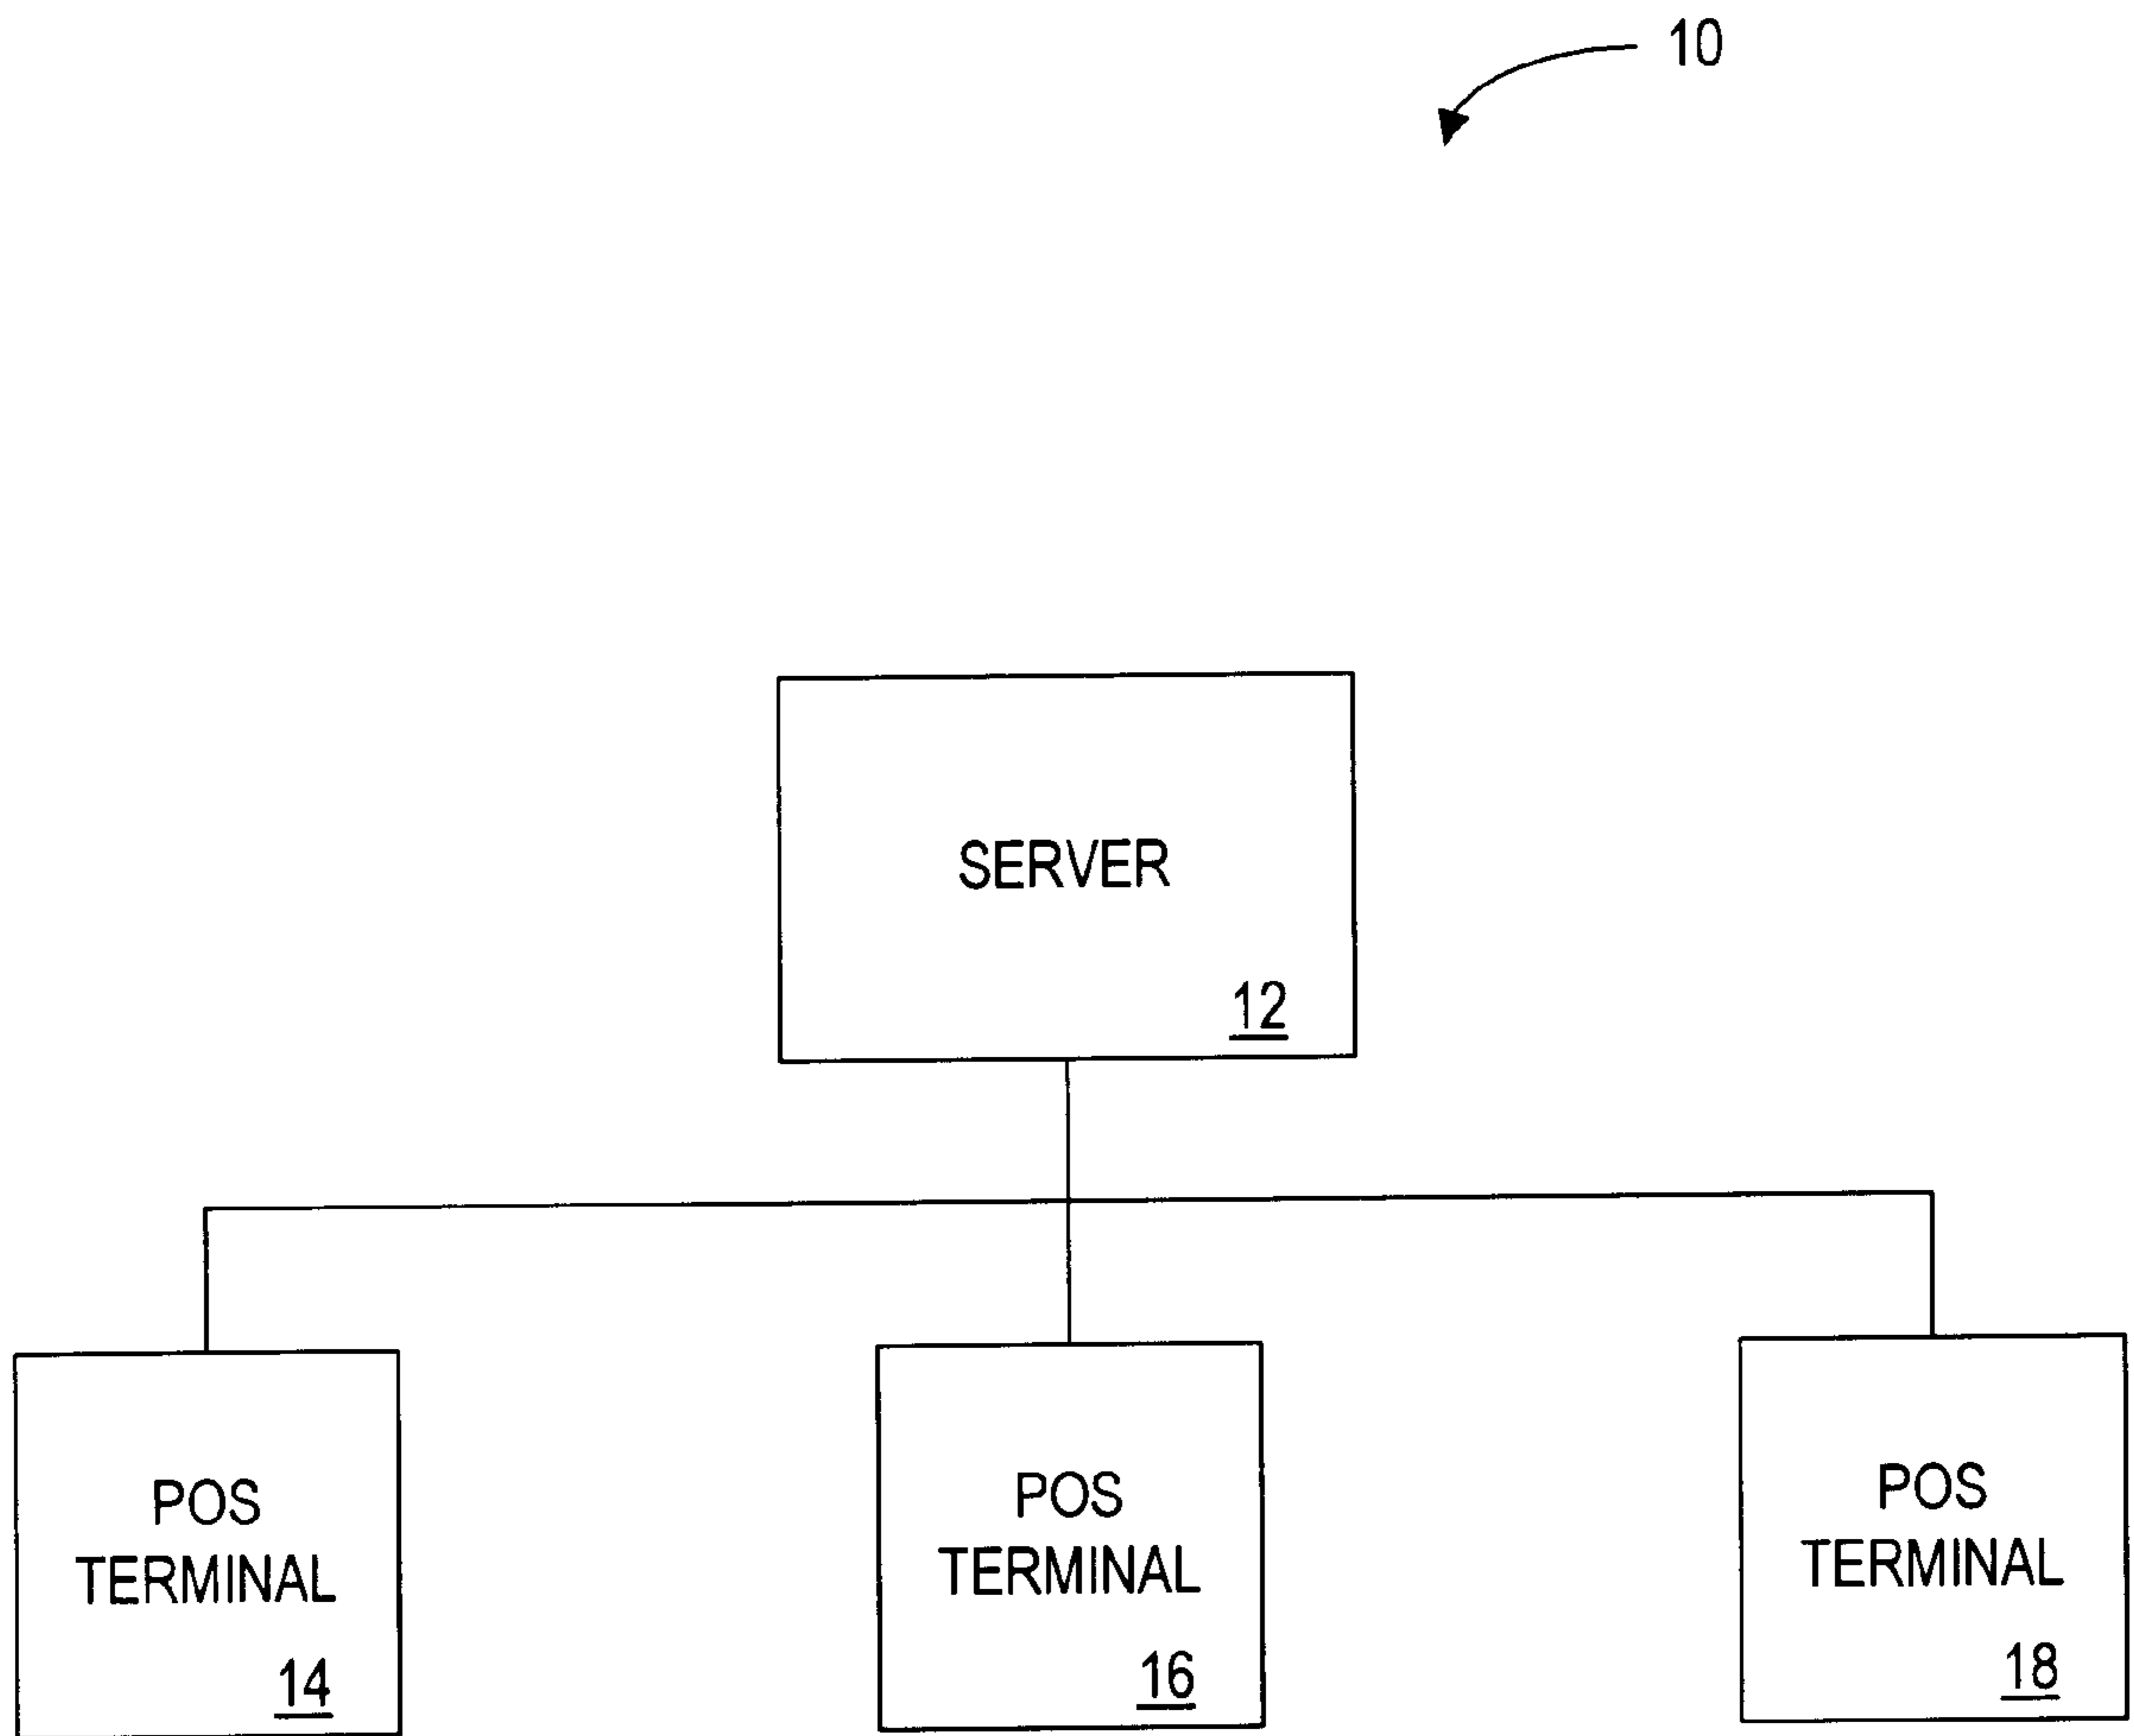 10
SERVER
12
POS
TERMINAL
14
POS
TERMINAL
16
POS
TERMINAL
18